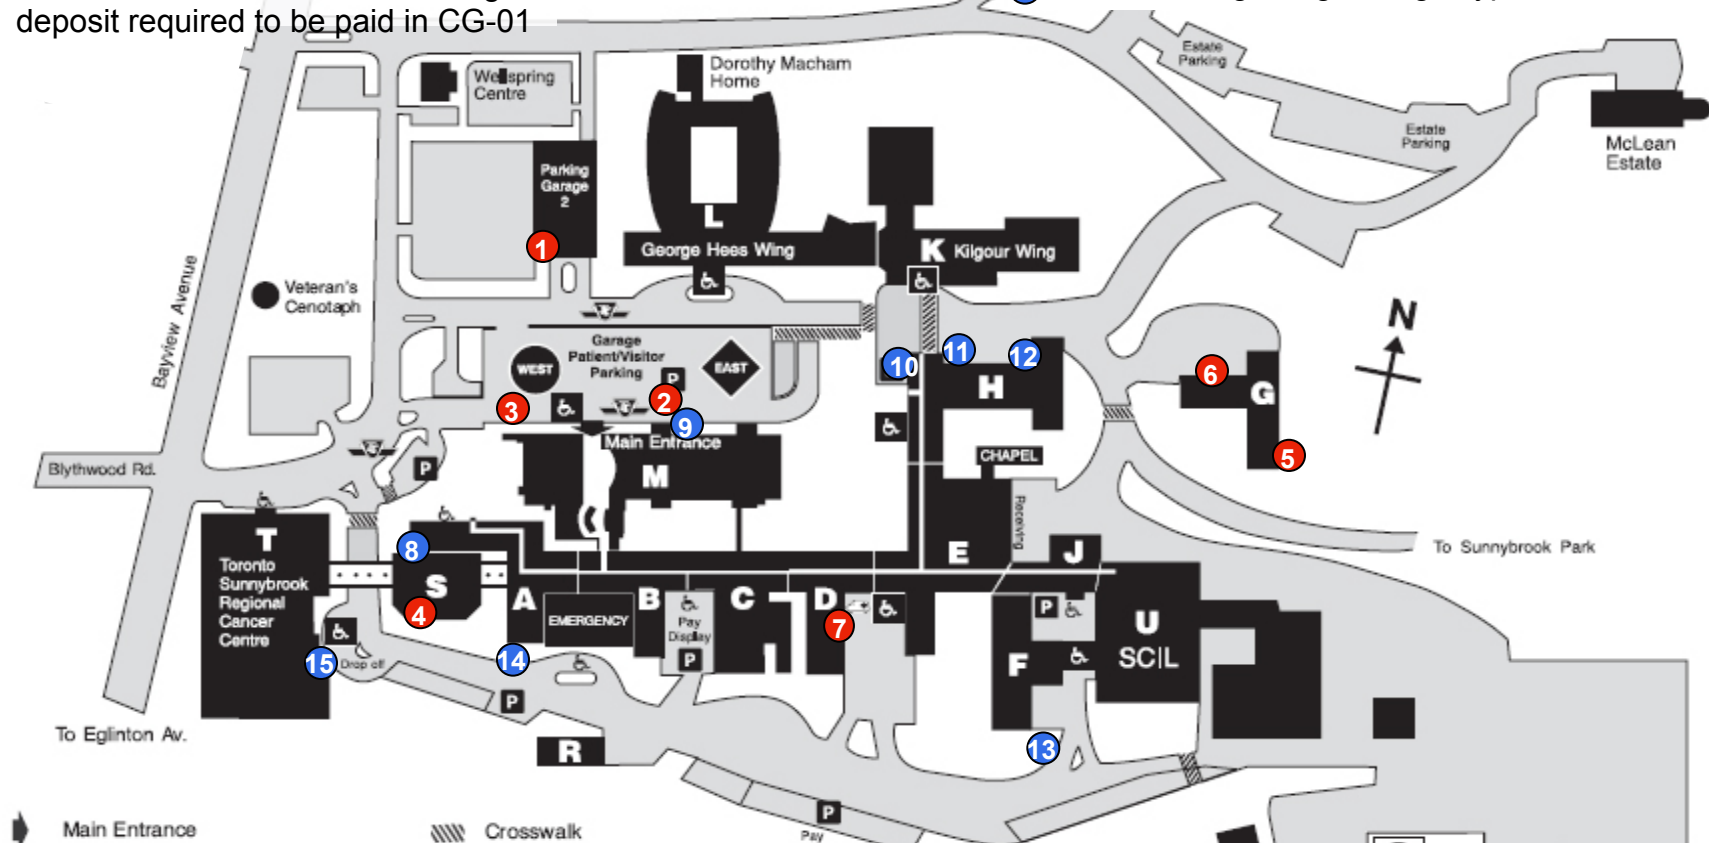 deposit required to be paid in CG-01
Estate
Parking
Wellspring
Centre
Dorothy Macham
Home
Estate
Parking
McLean
Estate
Parking
Garage
2
1
L
George Hees Wing
K Kilgour Wing
Bayview Avenue
Veteran's
Cenotaph
N
Garage
Patient/Visitor
Parking
WEST
EAST
P
10
11
12
H
6
G
3
2
9
Main Entrance
M
CHAPEL
5
Blythwood Rd.
P
Receiving
To Sunnybrook Park
T
Toronto
Sunnybrook
Regional
Cancer
Centre
8
S
4
A
EMERGENCY
B
Pay
Display
P
C
D
7
E
J
P
U
SCIL
F
15
Drop off
14
P
To Eglinton Av.
R
13
P
Pay
Main Entrance
Crosswalk